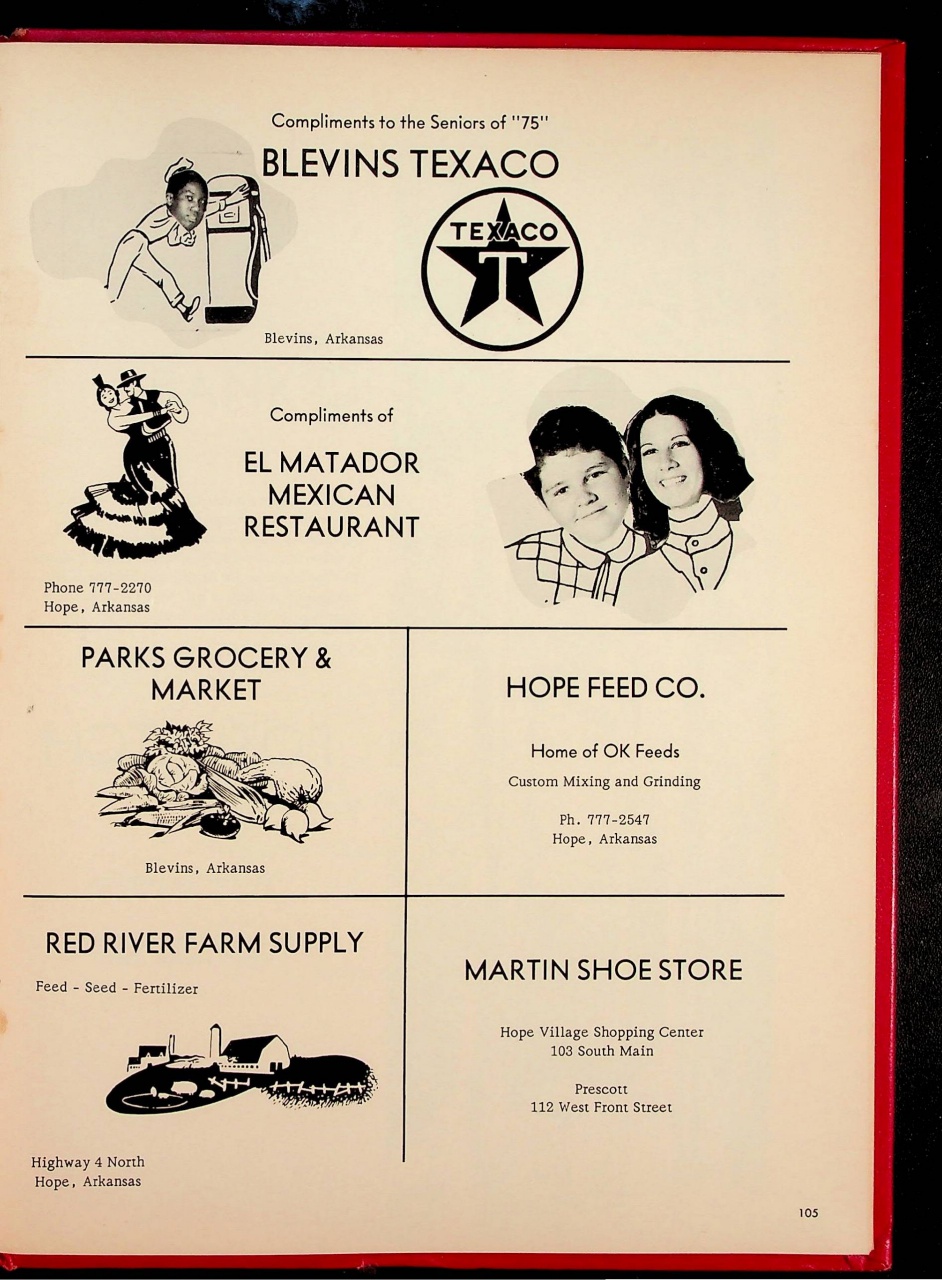 Compliments to the Seniors of "75"
BLEVINS TEXACO
TEXACO
T
Blevins, Arkansas
Compliments of
EL MATADOR
MEXICAN
RESTAURANT
Phone 777-2270
Hope, Arkansas
PARKS GROCERY &
MARKET
Blevins, Arkansas
HOPE FEED CO.
Home of OK Feeds
Custom Mixing and Grinding
Ph. 777-2547
Hope, Arkansas
RED RIVER FARM SUPPLY
Feed - Seed - Fertilizer
Highway 4 North
Hope, Arkansas
MARTIN SHOE STORE
Hope Village Shopping Center
103 South Main
Prescott
112 West Front Street
105